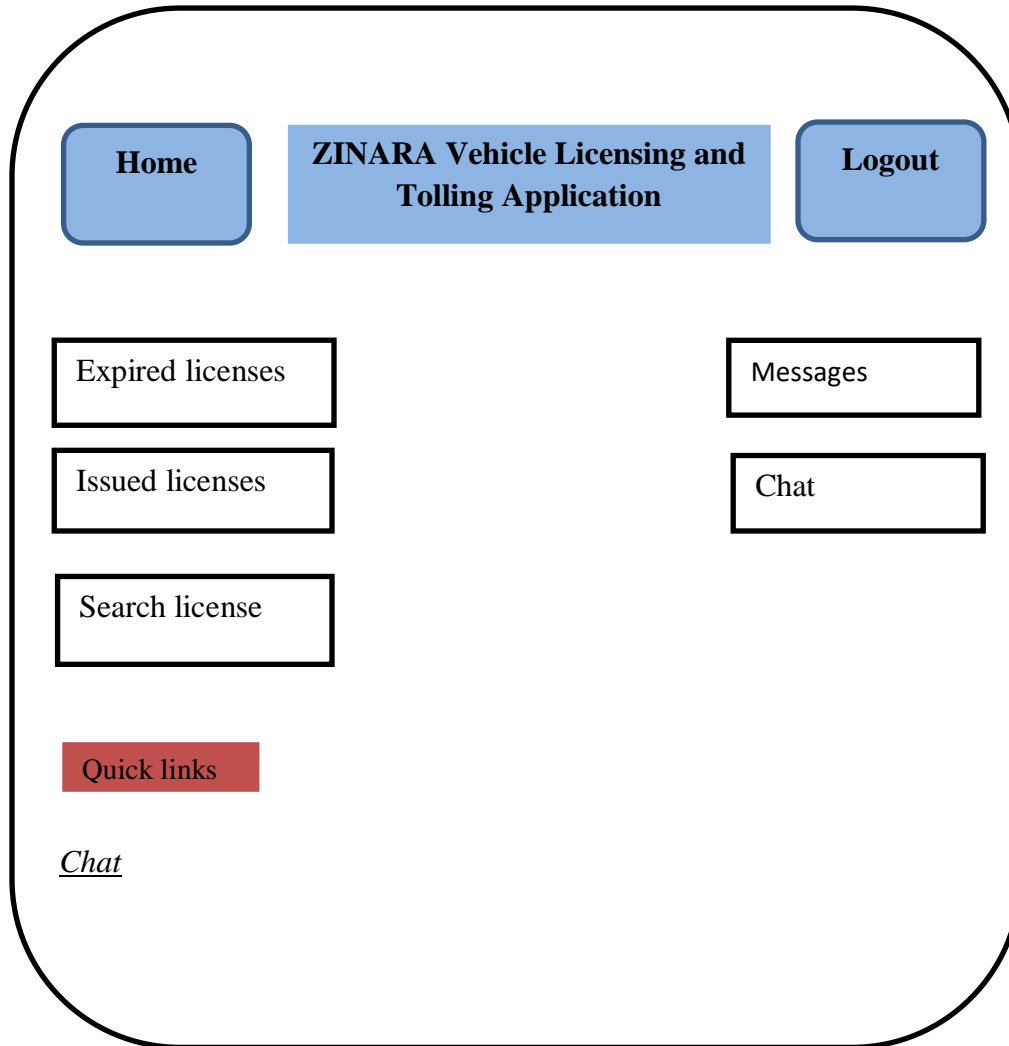 Home
ZINARA Vehicle Licensing and
Tolling Application
Logout
Expired licenses
Messages
Issued licenses
Chat
Search license
Quick links
Chat